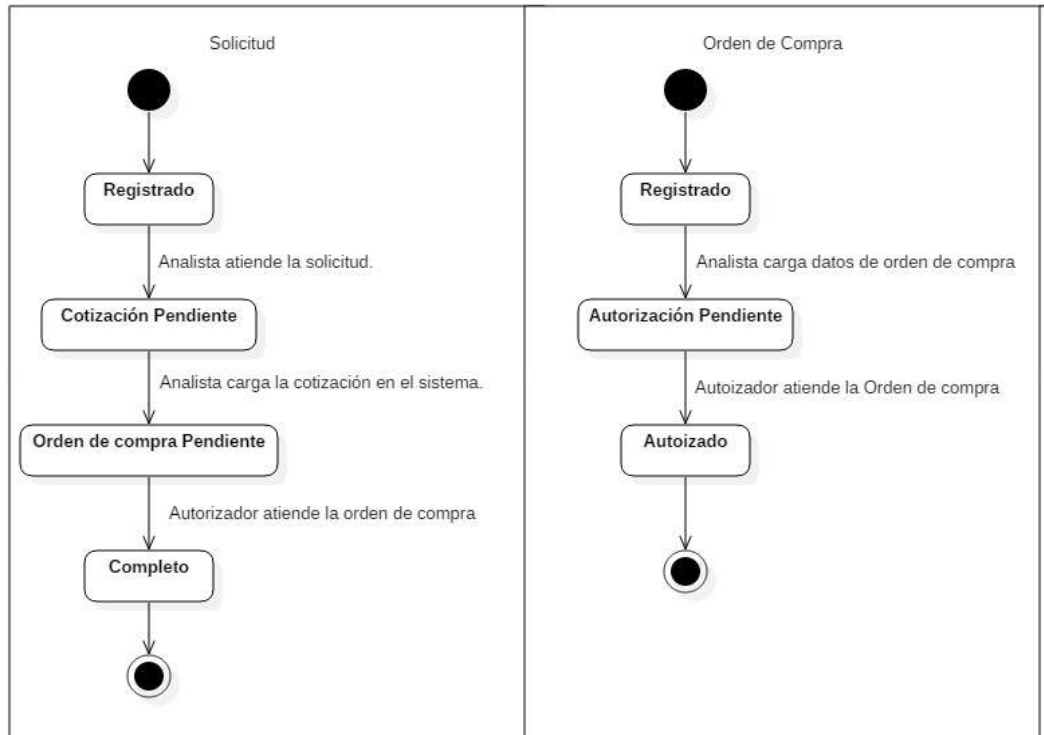 Solicitud
Registrado
Analista atiende la solicitud.
Cotización Pendiente
Analista carga la cotización en el sistema.
Orden de compra Pendiente
Autorizador atiende la orden de compra
Completo
Orden de Compra
Registrado
Analista carga datos de orden de compra
Autorización Pendiente
Autoizador atiende la Orden de compra
Autoizado